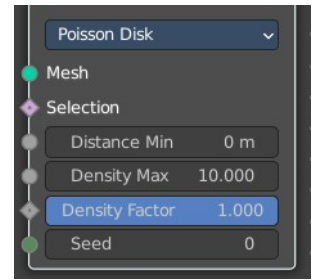 Poisson Disk
Mesh
Selection
Distance Min 0 m
Density Max 10.000
Density Factor 1.000
Seed 0